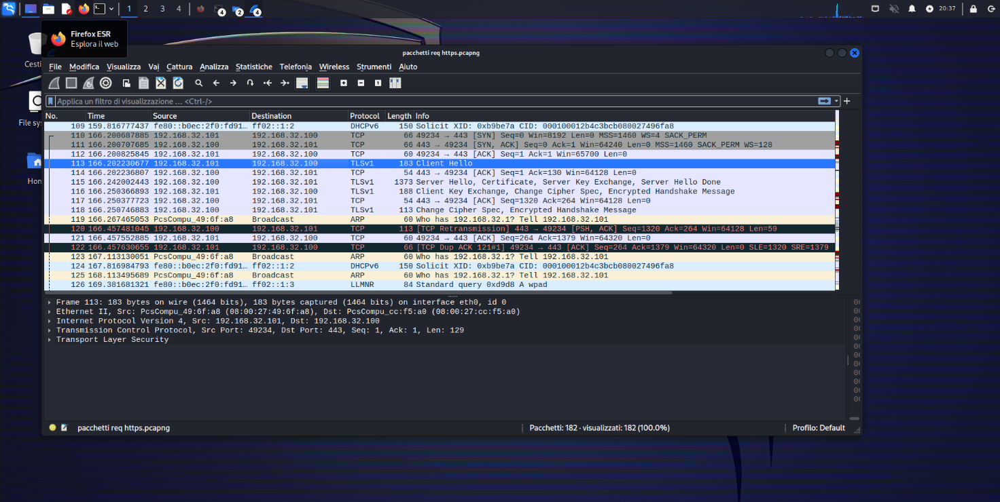 1 2 3 4 4 2 4 20:37
Firefox ESR
Esplora il web
Cesti
File sy
Hon
pacchetti req https.pcapng
File Modifica Visualizza Vai Cattura Analizza Statistiche Telefonia Wireless Strumenti Aiuto
Applica un filtro di visualizzazione … <Ctrl-/>
No. Time Source Destination Protocol Length Info
109 159.816777437 fe80::b0ec:2f0:fd91… ff02::1:2 DHCPv6 150 Solicit XID: 0xb9be7a CID: 000100012b4c3bcb080027496fa8
110 166.200687885 192.168.32.101 192.168.32.100 TCP 66 49234 → 443 [SYN] Seq=0 Win=8192 Len=0 MSS=1460 WS=4 SACK_PERM
111 166.200707685 192.168.32.100 192.168.32.101 TCP 66 443 → 49234 [SYN, ACK] Seq=0 Ack=1 Win=64240 Len=0 MSS=1460 SACK_PERM WS=128
112 166.200825845 192.168.32.101 192.168.32.100 TCP 60 49234 → 443 [ACK] Seq=1 Ack=1 Win=65700 Len=0
113 166.202230677 192.168.32.101 192.168.32.100 TLSv1 183 Client Hello
114 166.202236807 192.168.32.100 192.168.32.101 TCP 54 443 → 49234 [ACK] Seq=1 Ack=130 Win=64128 Len=0
115 166.242002443 192.168.32.100 192.168.32.101 TLSv1 1373 Server Hello, Certificate, Server Key Exchange, Server Hello Done
116 166.250366893 192.168.32.101 192.168.32.100 TLSv1 188 Client Key Exchange, Change Cipher Spec, Encrypted Handshake Message
117 166.250377723 192.168.32.100 192.168.32.101 TCP 54 443 → 49234 [ACK] Seq=1320 Ack=264 Win=64128 Len=0
118 166.250746883 192.168.32.100 192.168.32.101 TLSv1 113 Change Cipher Spec, Encrypted Handshake Message
119 166.267465053 PcsCompu_49:6f:a8 Broadcast ARP 60 Who has 192.168.32.1? Tell 192.168.32.101
120 166.457481045 192.168.32.100 192.168.32.101 TCP 113 [TCP Retransmission] 443 → 49234 [PSH, ACK] Seq=1320 Ack=264 Win=64128 Len=59
121 166.457552885 192.168.32.101 192.168.32.100 TCP 60 49234 → 443 [ACK] Seq=264 Ack=1379 Win=64320 Len=0
122 166.457630655 192.168.32.101 192.168.32.100 TCP 66 [TCP Dup ACK 121#1] 49234 → 443 [ACK] Seq=264 Ack=1379 Win=64320 Len=0 SLE=1320 SRE=1379
123 167.113130051 PcsCompu_49:6f:a8 Broadcast ARP 60 Who has 192.168.32.1? Tell 192.168.32.101
124 167.816984793 fe80::b0ec:2f0:fd91… ff02::1:2 DHCPv6 150 Solicit XID: 0xb9be7a CID: 000100012b4c3bcb080027496fa8
125 168.113495689 PcsCompu_49:6f:a8 Broadcast ARP 60 Who has 192.168.32.1? Tell 192.168.32.101
126 169.381681321 fe80::b0ec:2f0:fd91… ff02::1:3 LLMNR 84 Standard query 0xd9d8 A wpad
Frame 113: 183 bytes on wire (1464 bits), 183 bytes captured (1464 bits) on interface eth0, id 0
Ethernet II, Src: PcsCompu_49:6f:a8 (08:00:27:49:6f:a8), Dst: PcsCompu_cc:f5:a0 (08:00:27:cc:f5:a0)
Internet Protocol Version 4, Src: 192.168.32.101, Dst: 192.168.32.100
Transmission Control Protocol, Src Port: 49234, Dst Port: 443, Seq: 1, Ack: 1, Len: 129
Transport Layer Security
pacchetti req https.pcapng Pacchetti: 182 · visualizzati: 182 (100.0%) Profilo: Default